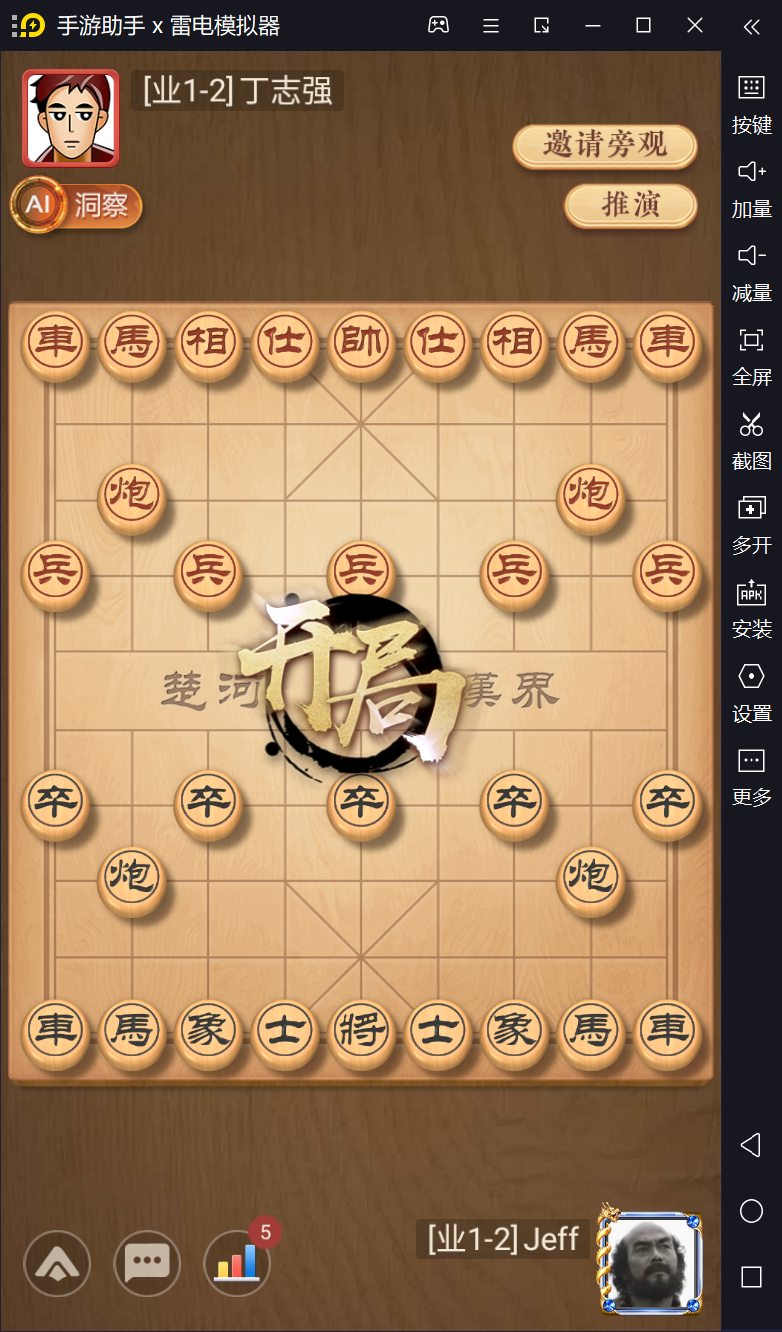 手游助手 x 雷电模拟器
[业1-2] 丁志强
邀请旁观
AI 洞察
推演
車 馬 相 仕 帥 仕 相 馬 車
炮 炮
兵 兵 兵 兵 兵
开局
楚河 漢界
卒 卒 卒 卒 卒
炮 炮
車 馬 象 士 將 士 象 馬 車
5
[业1-2] Jeff
按键
加量
减量
全屏
截图
多开
APK
安装
设置
更多